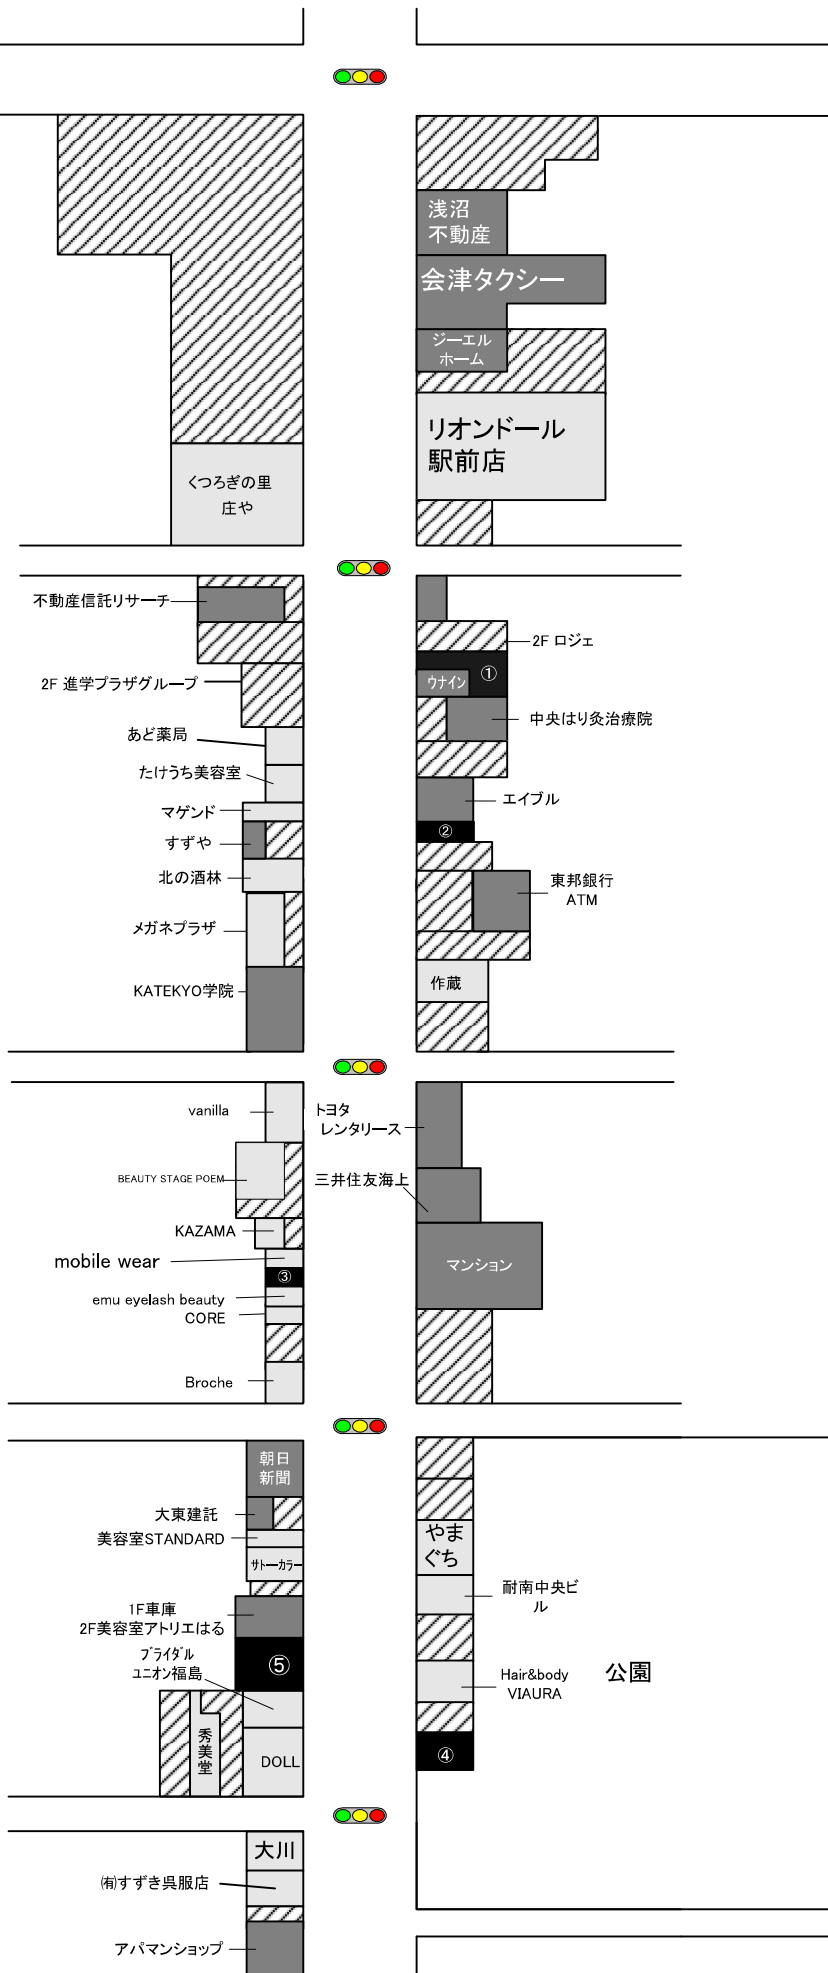 浅沼
不動産
会津タクシー
ジーエル
ホーム
リオンドール
駅前店
くつろぎの里
庄や
不動産信託リサーチ
2F ロジェ
2F 進学プラザグループ
①
ウナイン
中央はり灸治療院
あど薬局
たけうち美容室
エイブル
マゲンド
②
すずや
北の酒林
東邦銀行
ATM
メガネプラザ
作蔵
KATEKYO学院
vanilla
トヨタ
レンタリース
BEAUTY STAGE POEM
三井住友海上
KAZAMA
mobile wear
マンション
③
emu eyelash beauty
CORE
Broche
朝日
新聞
大東建託
美容室STANDARD
やま
ぐち
サトーカラー
耐南中央ビ
ル
1F車庫
2F美容室アトリエはる
ブライダル
ユニオン福島
⑤
Hair&body
VIAURA
公園
秀美堂
DOLL
④
大川
㈲すずき呉服店
アパマンショップ